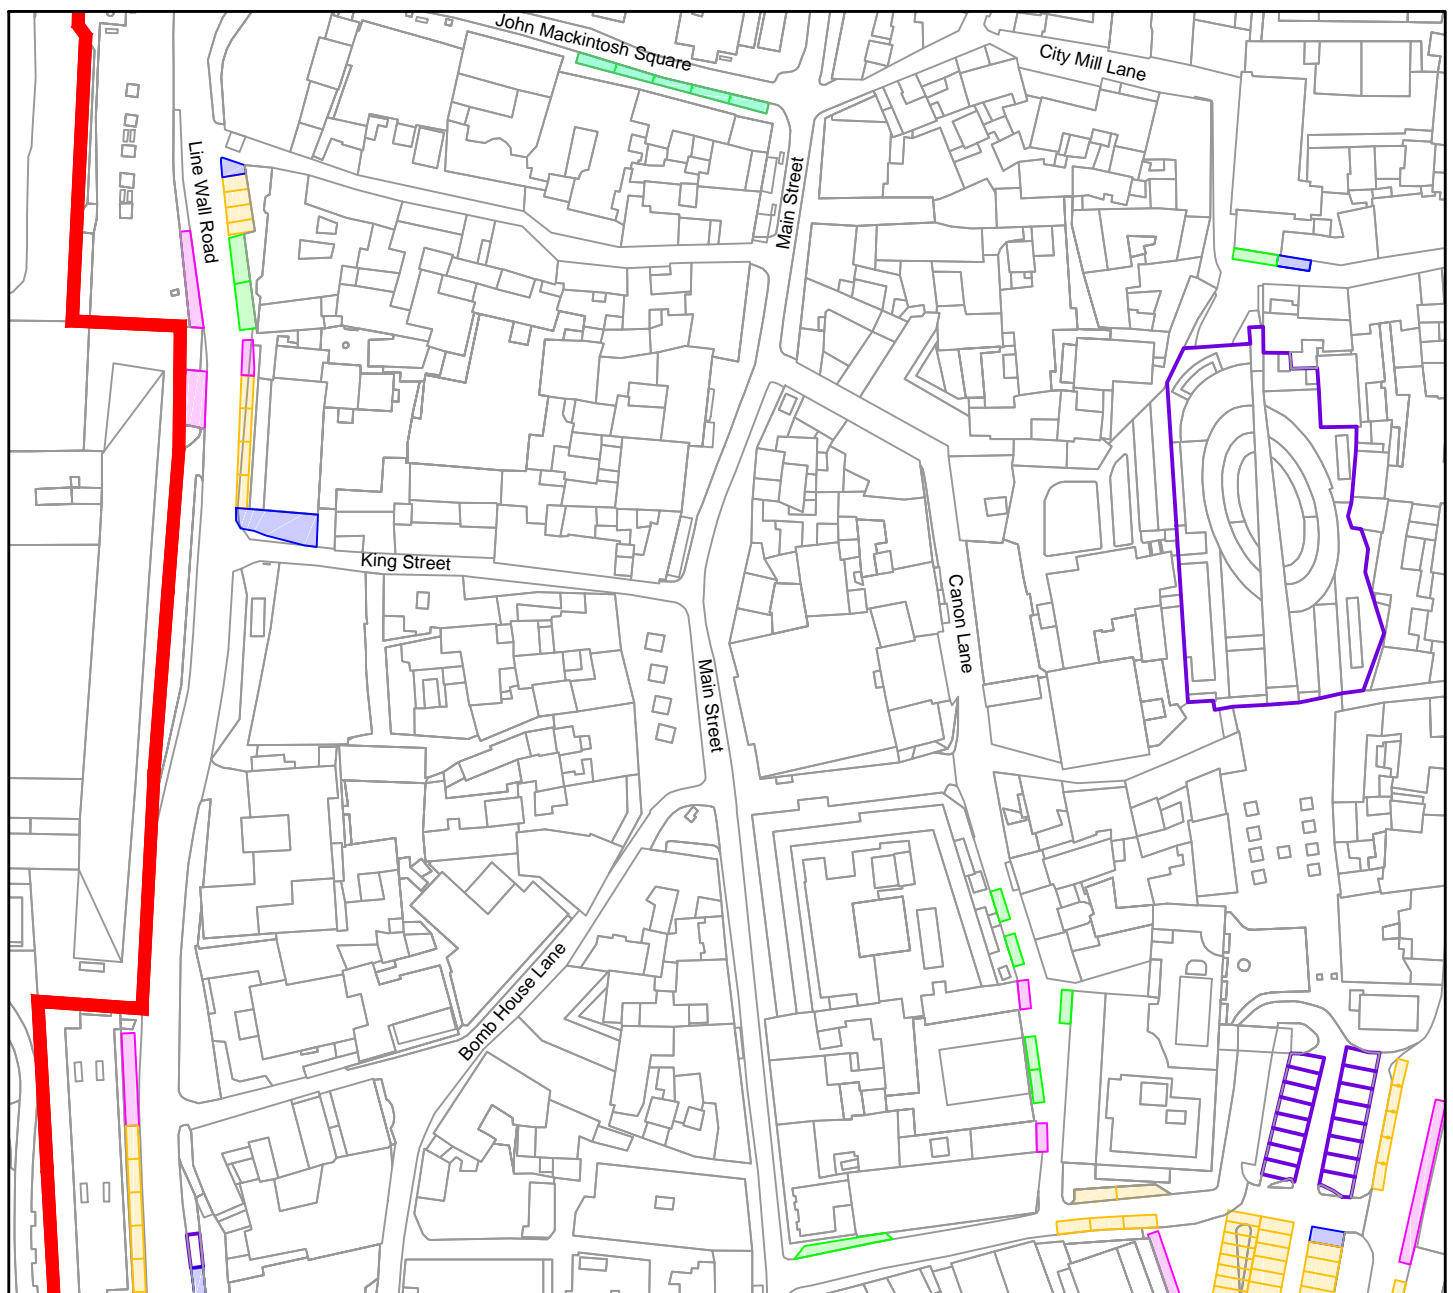 John Mackintosh Square
City Mill Lane
Line Wall Road
Main Street
King Street
Canon Lane
Main Street
Bomb House Lane